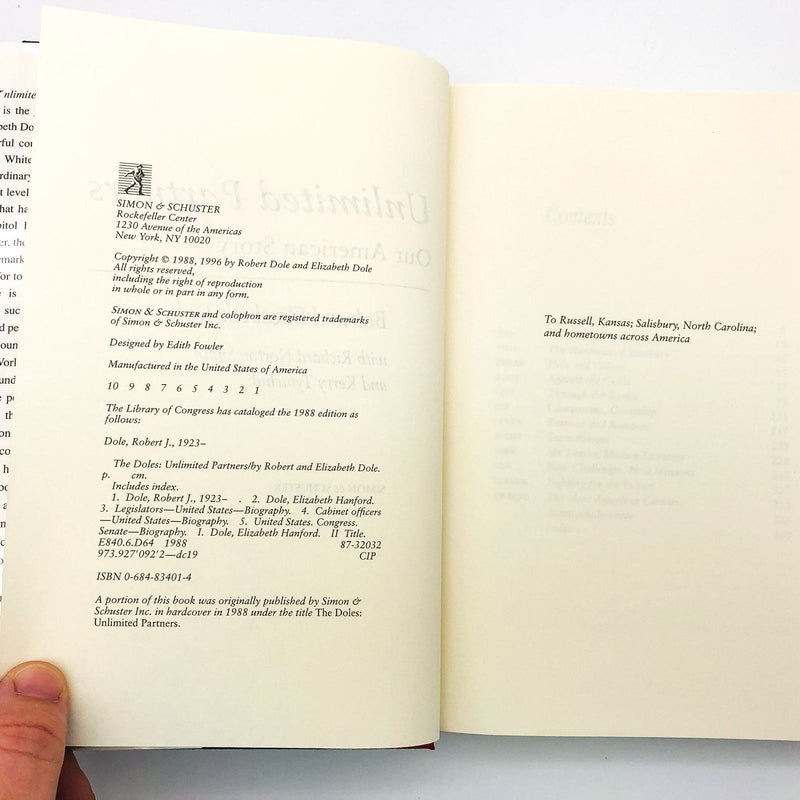 SIMON & SCHUSTER
Rockefeller Center
1230 Avenue of the Americas
New York, NY 10020
Copyright © 1988, 1996 by Robert Dole and Elizabeth Dole
All rights reserved,
including the right of reproduction
in whole or in part in any form.
SIMON & SCHUSTER and colophon are registered trademarks
of Simon & Schuster Inc.
Designed by Edith Fowler
Manufactured in the United States of America
10 9 8 7 6 5 4 3 2 1
The Library of Congress has cataloged the 1988 edition as
follows:
Dole, Robert J., 1923–
The Doles: Unlimited Partners/by Robert and Elizabeth Dole.
p. cm.
Includes index.
1. Dole, Robert J., 1923– . 2. Dole, Elizabeth Hanford.
3. Legislators—United States—Biography. 4. Cabinet officers
—United States—Biography. 5. United States. Congress.
Senate—Biography. I. Dole, Elizabeth Hanford. II Title.
E840.6.D64 1988 87-32032
973.927'092'2—dc19 CIP
ISBN 0-684-83401-4
A portion of this book was originally published by Simon &
Schuster Inc. in hardcover in 1988 under the title The Doles:
Unlimited Partners.
To Russell, Kansas; Salisbury, North Carolina;
and hometowns across America